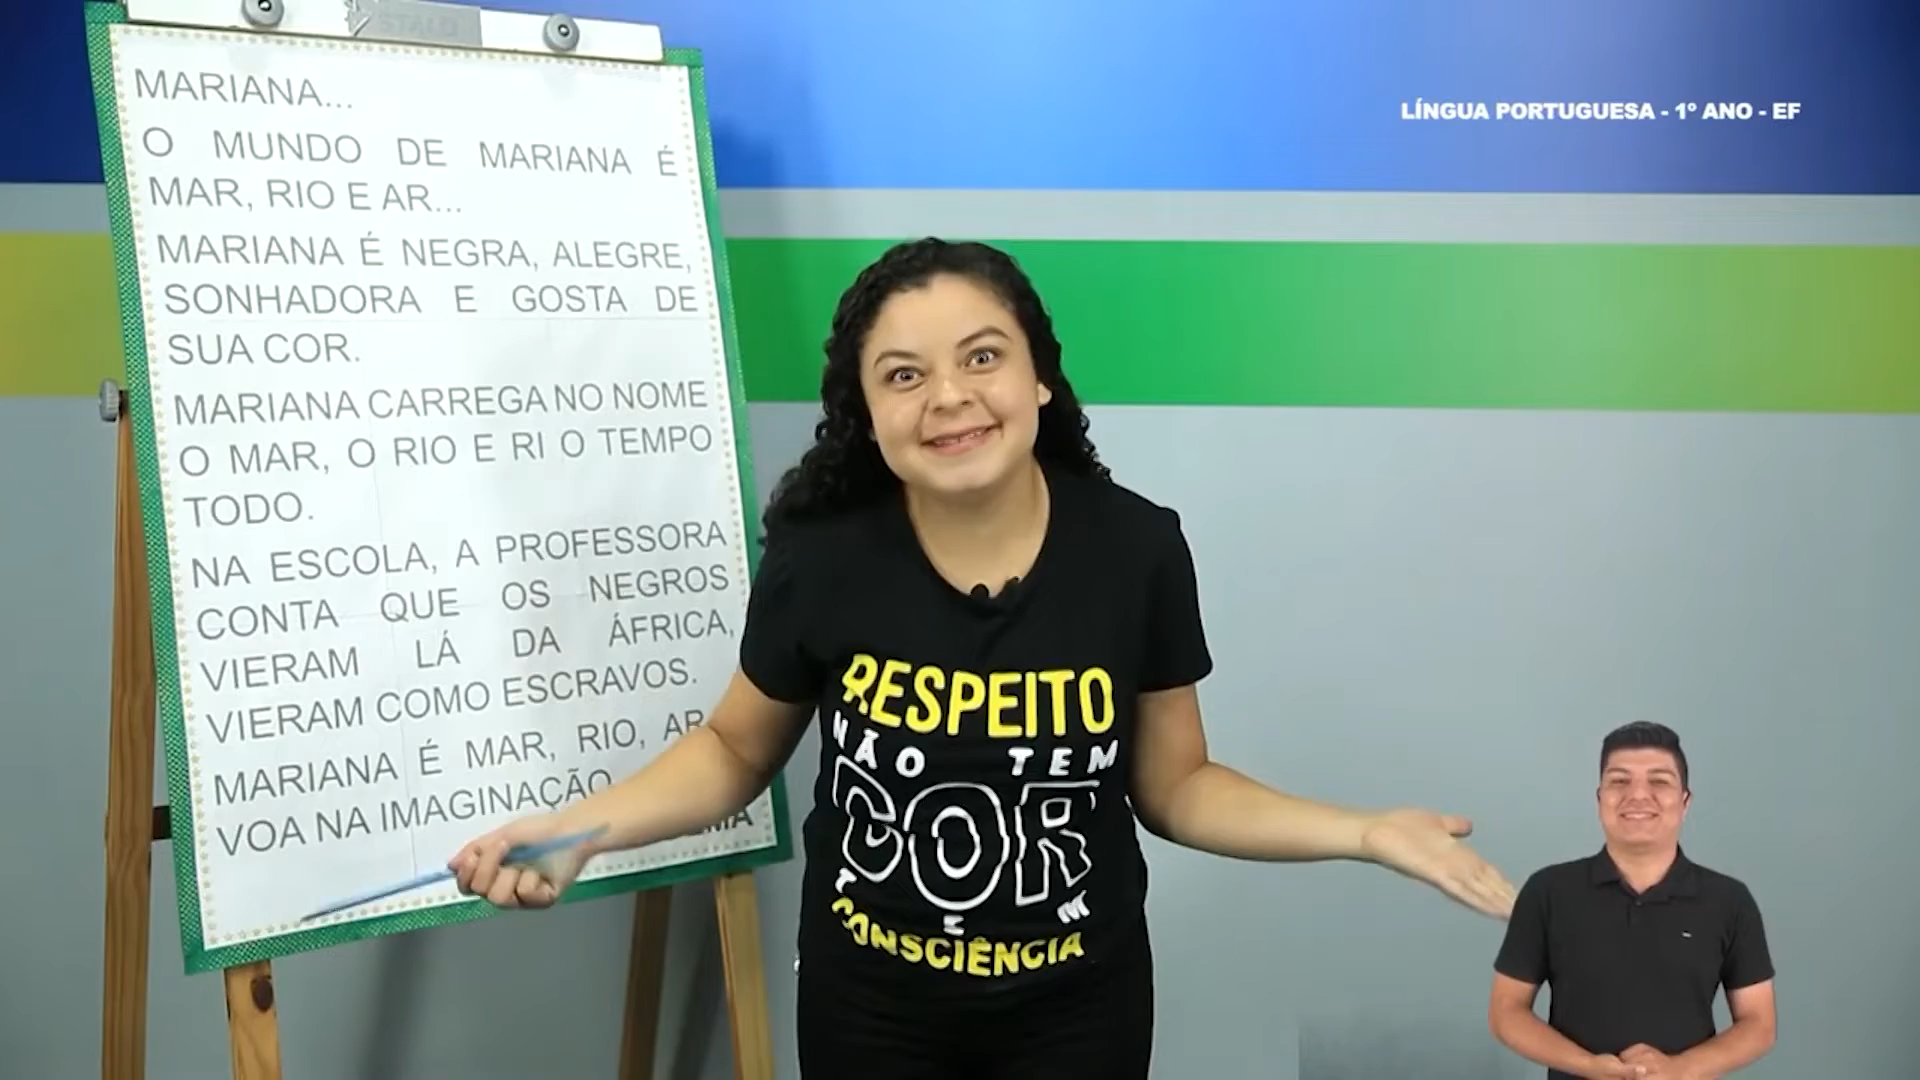 MARIANA...
O MUNDO DE MARIANA É
MAR, RIO E AR...
MARIANA É NEGRA, ALEGRE,
SONHADORA E GOSTA DE
SUA COR.
MARIANA CARREGA NO NOME
O MAR, O RIO E RI O TEMPO
TODO.
NA ESCOLA, A PROFESSORA
CONTA QUE OS NEGROS
VIERAM LÁ DA ÁFRICA,
VIERAM COMO ESCRAVOS.
MARIANA É MAR, RIO, AR
VOA NA IMAGINAÇÃO
LÍNGUA PORTUGUESA - 1º ANO - EF
RESPEITO
NÃO TEM
COR
TEM
CONSCIÊNCIA